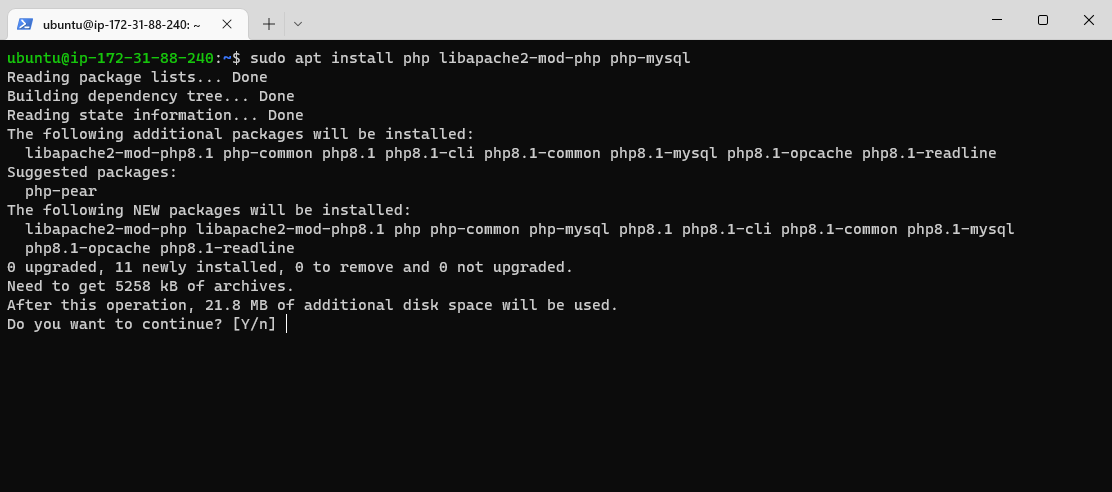 ubuntu@ip-172-31-88-240: ~
ubuntu@ip-172-31-88-240:~$ sudo apt install php libapache2-mod-php php-mysql
Reading package lists... Done
Building dependency tree... Done
Reading state information... Done
The following additional packages will be installed:
  libapache2-mod-php8.1 php-common php8.1 php8.1-cli php8.1-common php8.1-mysql php8.1-opcache php8.1-readline
Suggested packages:
  php-pear
The following NEW packages will be installed:
  libapache2-mod-php libapache2-mod-php8.1 php php-common php-mysql php8.1 php8.1-cli php8.1-common php8.1-mysql
  php8.1-opcache php8.1-readline
0 upgraded, 11 newly installed, 0 to remove and 0 not upgraded.
Need to get 5258 kB of archives.
After this operation, 21.8 MB of additional disk space will be used.
Do you want to continue? [Y/n]